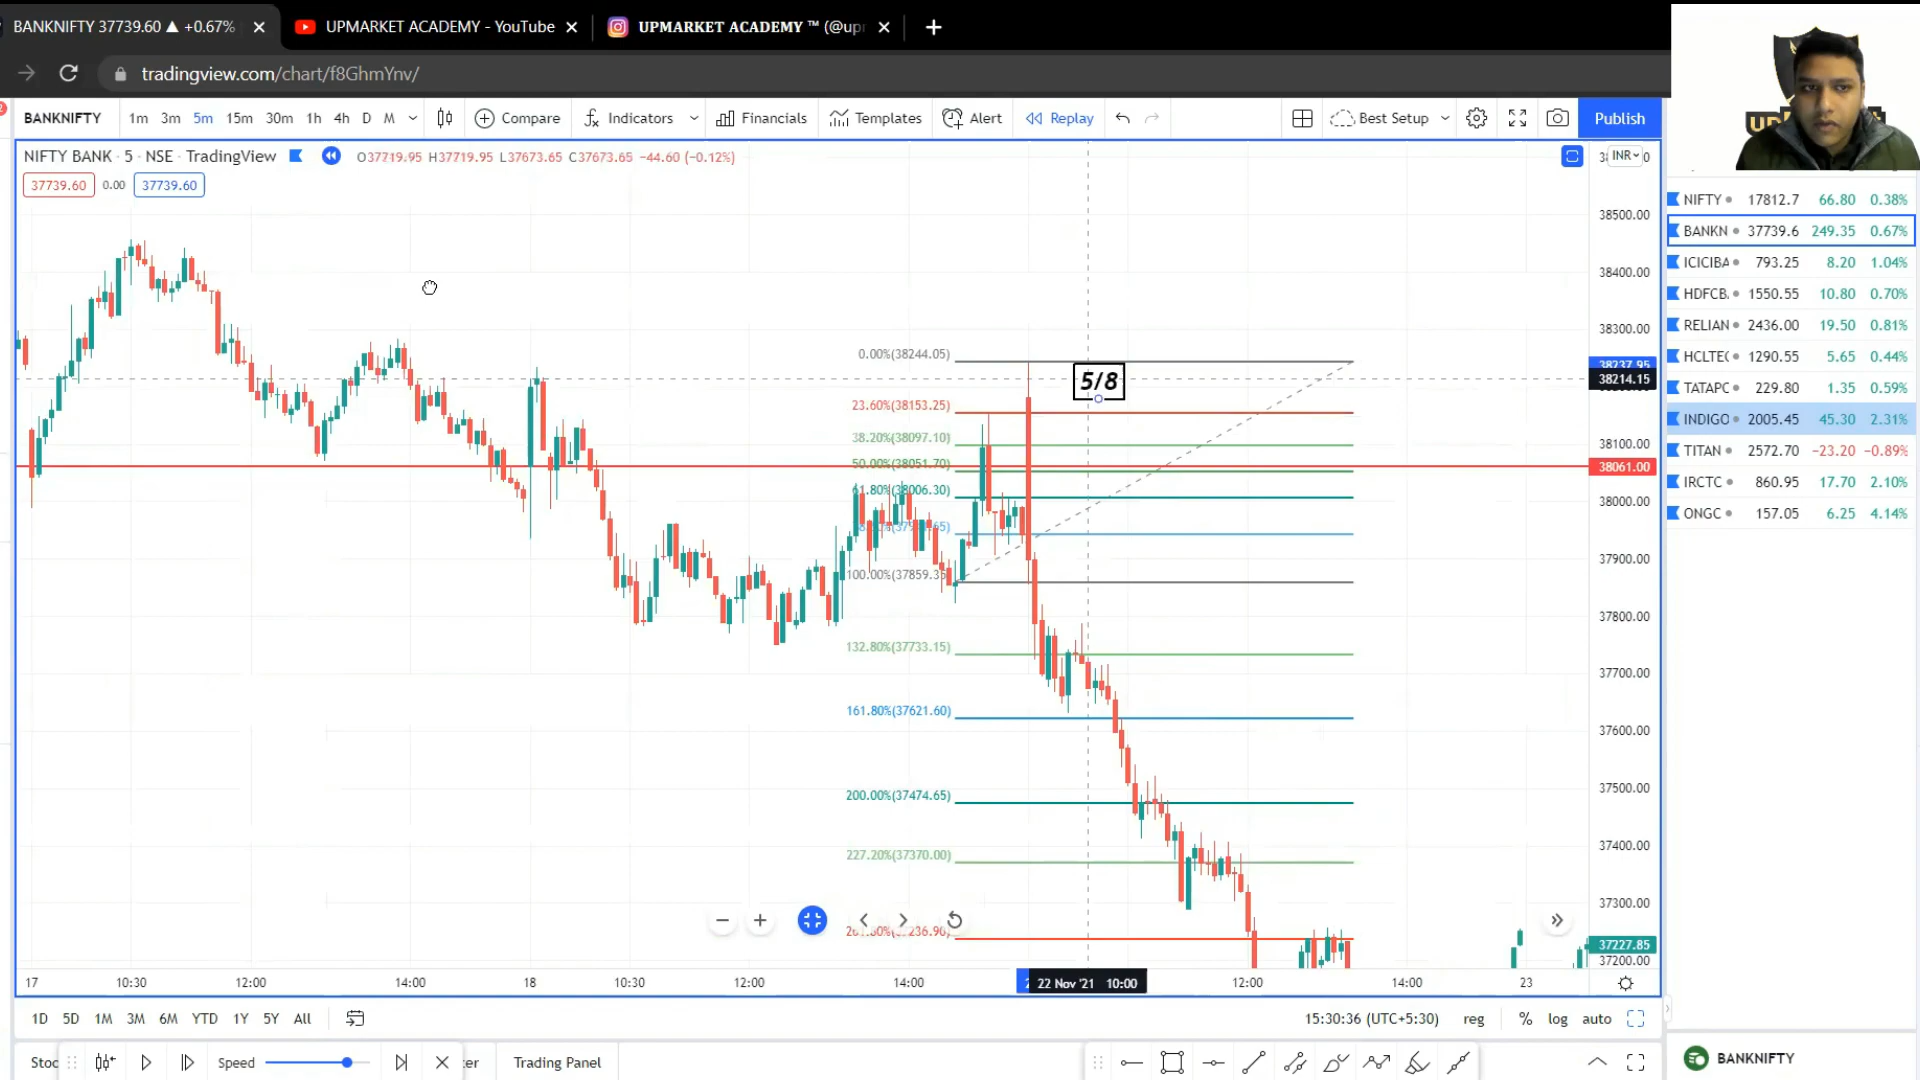 BANKNIFTY 37739.60 ▲ +0.67%
UPMARKET ACADEMY - YouTube
UPMARKET ACADEMY ™ (@up
tradingview.com/chart/f8GhmYnv/
BANKNIFTY 1m 3m 5m 15m 30m 1h 4h D M Compare Indicators Financials Templates Alert Replay Best Setup Publish
NIFTY BANK · 5 · NSE · TradingView O37719.95 H37719.95 L37673.65 C37673.65 −44.60 (−0.12%)
INR
37739.60 0.00 37739.60
38500.00
38400.00
38300.00
0.00%(38244.05)
38237.95
5/8
38214.15
23.60%(38153.25)
38.20%(38097.10)
38100.00
50.00%(38051.70)
38061.00
61.80%(38006.30)
38000.00
37900.00
100.00%(37859.35
37800.00
132.80%(37733.15)
37700.00
161.80%(37621.60)
37600.00
200.00%(37474.65)
37500.00
227.20%(37370.00)
37400.00
37300.00
37227.85
37200.00
17 10:30 12:00 14:00 18 10:30 12:00 14:00 22 Nov '21 10:00 12:00 14:00 23
1D 5D 1M 3M 6M YTD 1Y 5Y All
15:30:36 (UTC+5:30) reg % log auto
Stoc Speed ter Trading Panel
NIFTY 17812.7 66.80 0.38%
BANKN 37739.6 249.35 0.67%
ICICIBA 793.25 8.20 1.04%
HDFCB. 1550.55 10.80 0.70%
RELIAN 2436.00 19.50 0.81%
HCLTEC 1290.55 5.65 0.44%
TATAPC 229.80 1.35 0.59%
INDIGO 2005.45 45.30 2.31%
TITAN 2572.70 −23.20 −0.89%
IRCTC 860.95 17.70 2.10%
ONGC 157.05 6.25 4.14%
BANKNIFTY